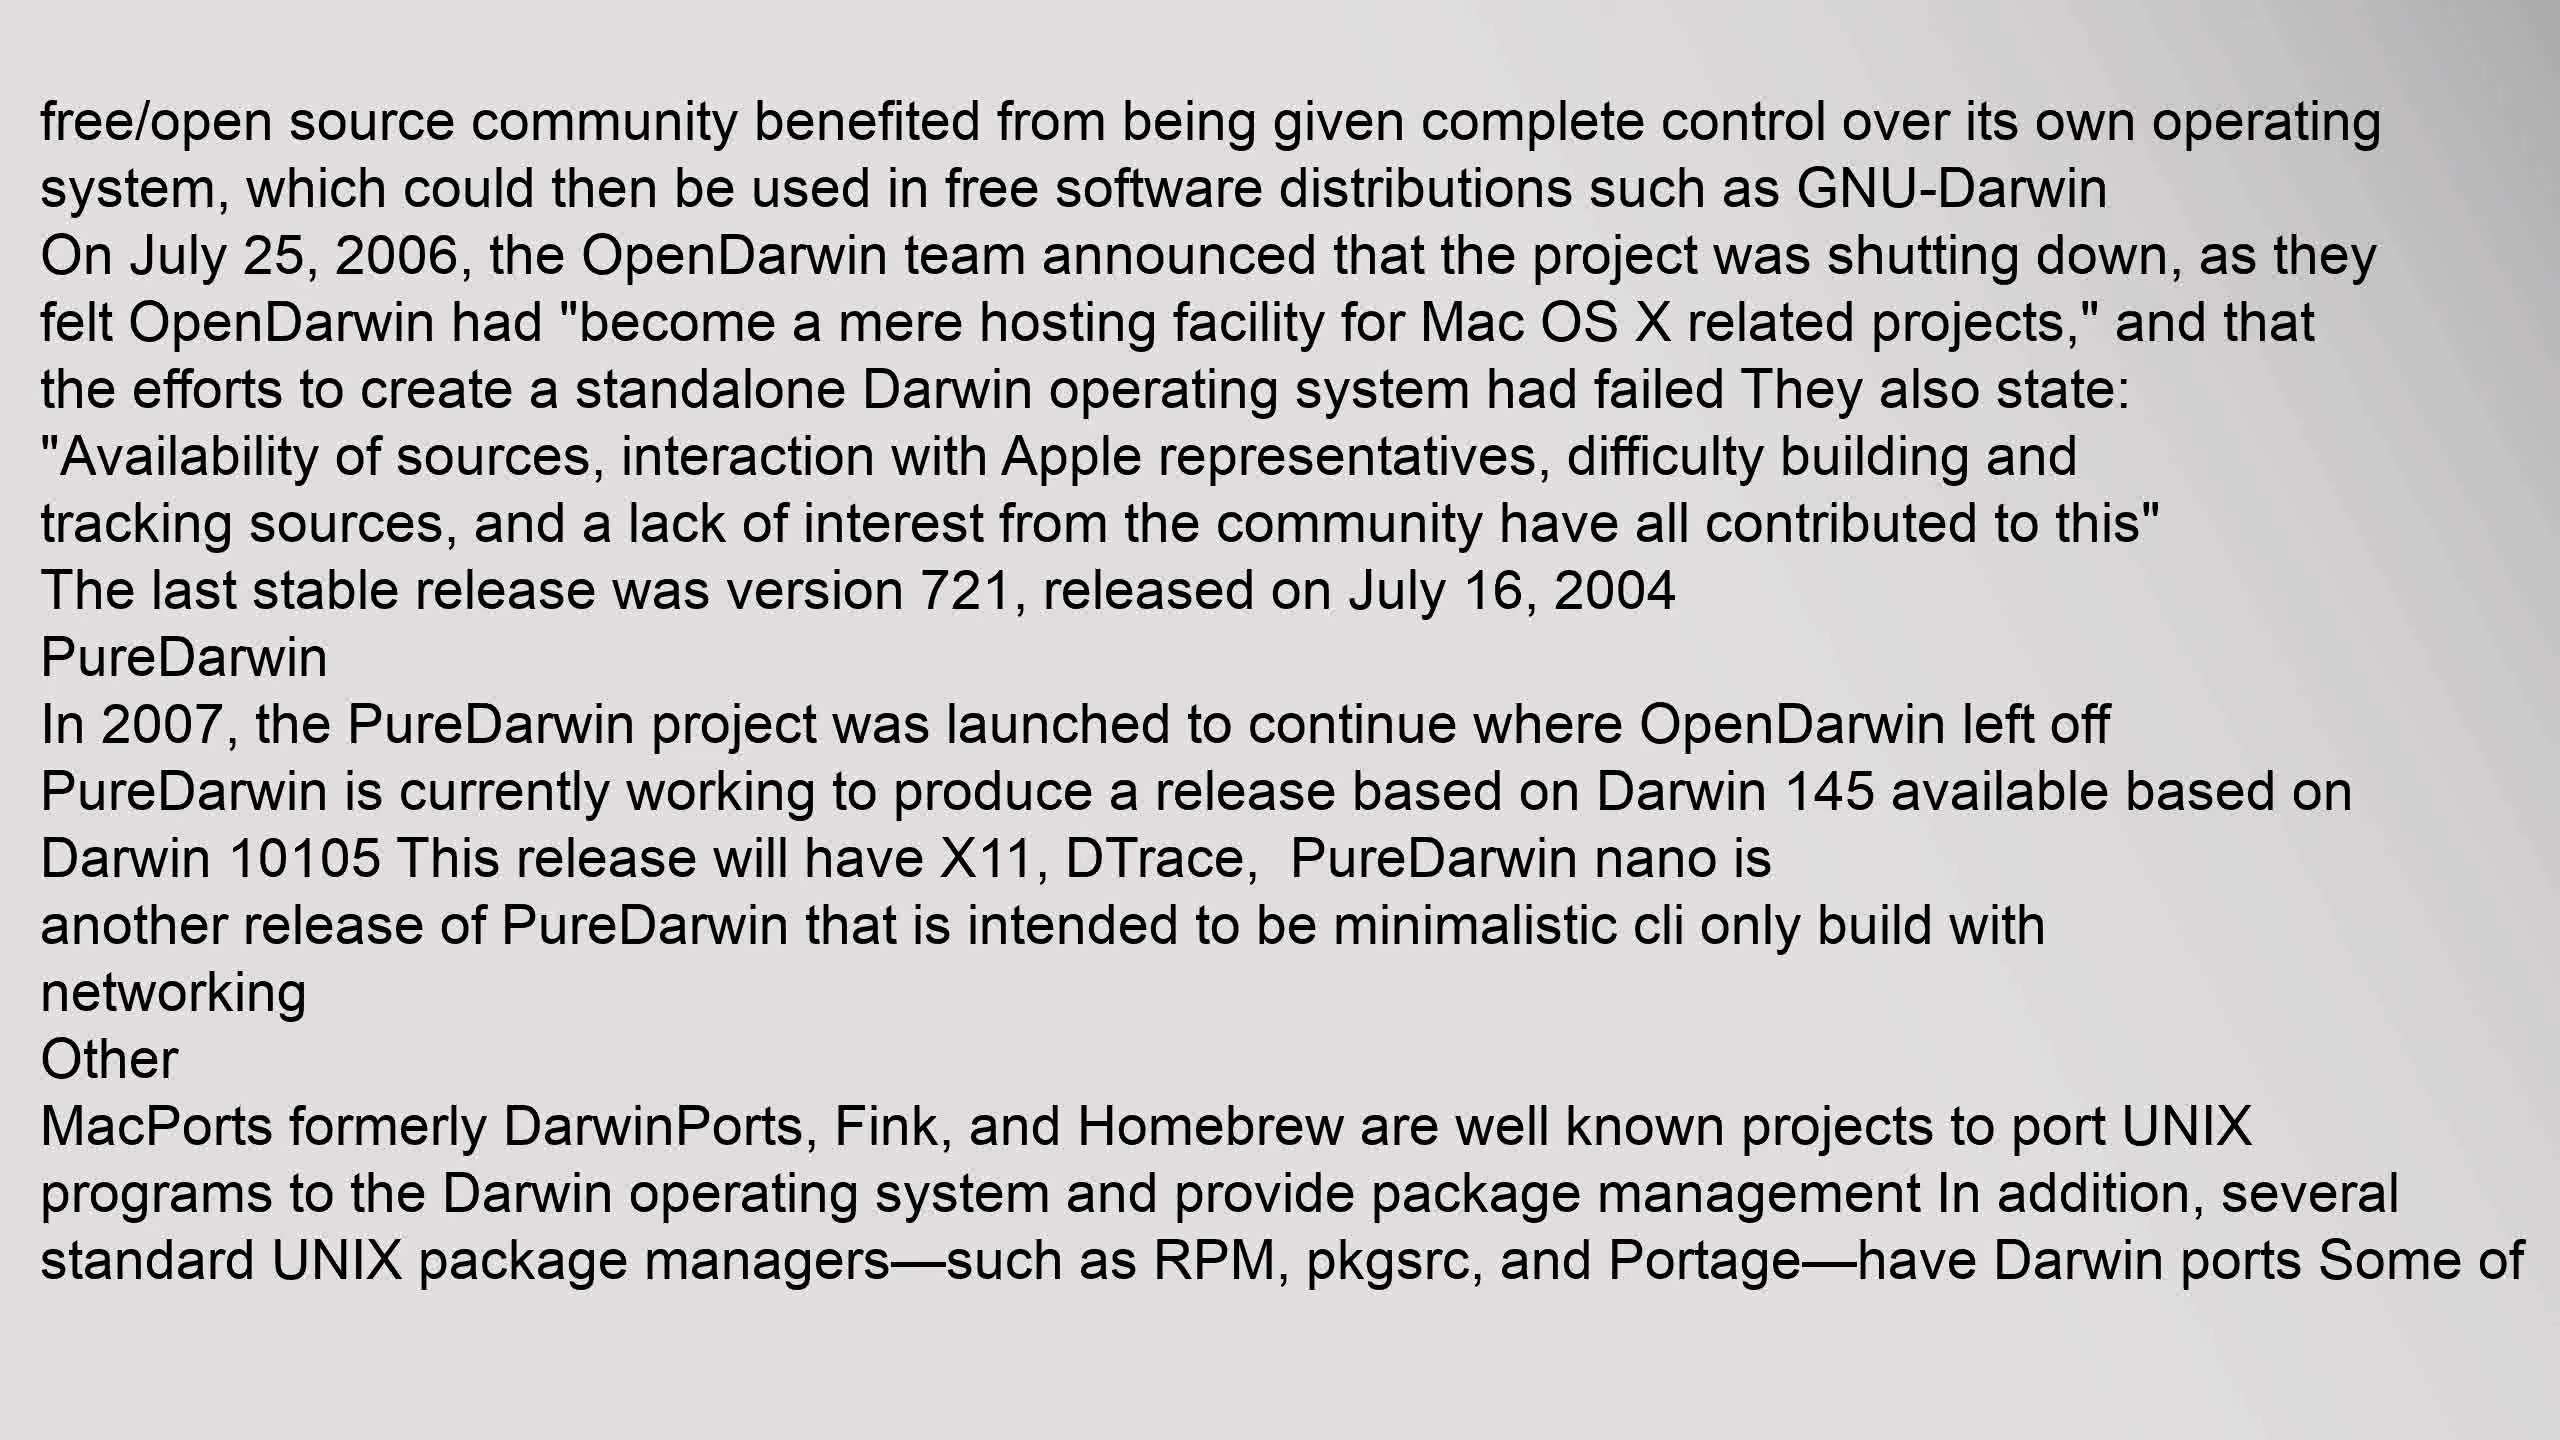 free/open source community benefited from being given complete control over its own operating
system, which could then be used in free software distributions such as GNU-Darwin
On July 25, 2006, the OpenDarwin team announced that the project was shutting down, as they
felt OpenDarwin had "become a mere hosting facility for Mac OS X related projects," and that
the efforts to create a standalone Darwin operating system had failed They also state:
"Availability of sources, interaction with Apple representatives, difficulty building and
tracking sources, and a lack of interest from the community have all contributed to this"
The last stable release was version 721, released on July 16, 2004
PureDarwin
In 2007, the PureDarwin project was launched to continue where OpenDarwin left off
PureDarwin is currently working to produce a release based on Darwin 145 available based on
Darwin 10105 This release will have X11, DTrace,  PureDarwin nano is
another release of PureDarwin that is intended to be minimalistic cli only build with
networking
Other
MacPorts formerly DarwinPorts, Fink, and Homebrew are well known projects to port UNIX
programs to the Darwin operating system and provide package management In addition, several
standard UNIX package managers—such as RPM, pkgsrc, and Portage—have Darwin ports Some of